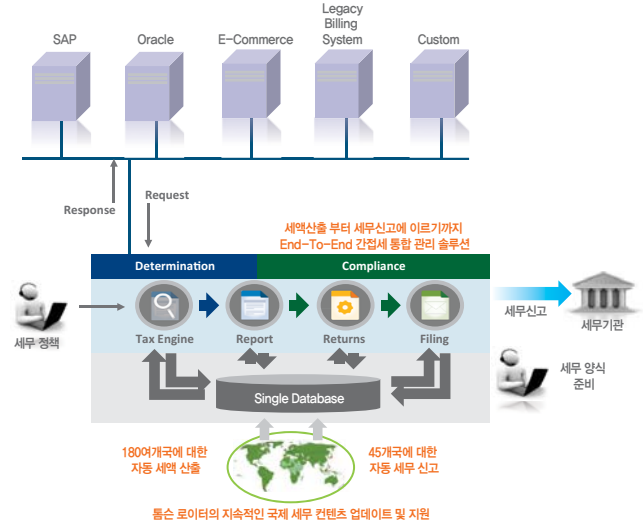 SAP
Oracle
E-Commerce
Legacy
Billing
System
Custom
Response
Request
세액산출 부터 세무신고에 이르기까지
End-To-End 간접세 통합 관리 솔루션
Determination
Compliance
세무 정책
Tax Engine
Report
Returns
Filing
세무신고
세무기관
Single Database
세무 양식
준비
180여개국에 대한
자동 세액 산출
45개국에 대한
자동 세무 신고
톰슨 로이터의 지속적인 국제 세무 컨텐츠 업데이트 및 지원